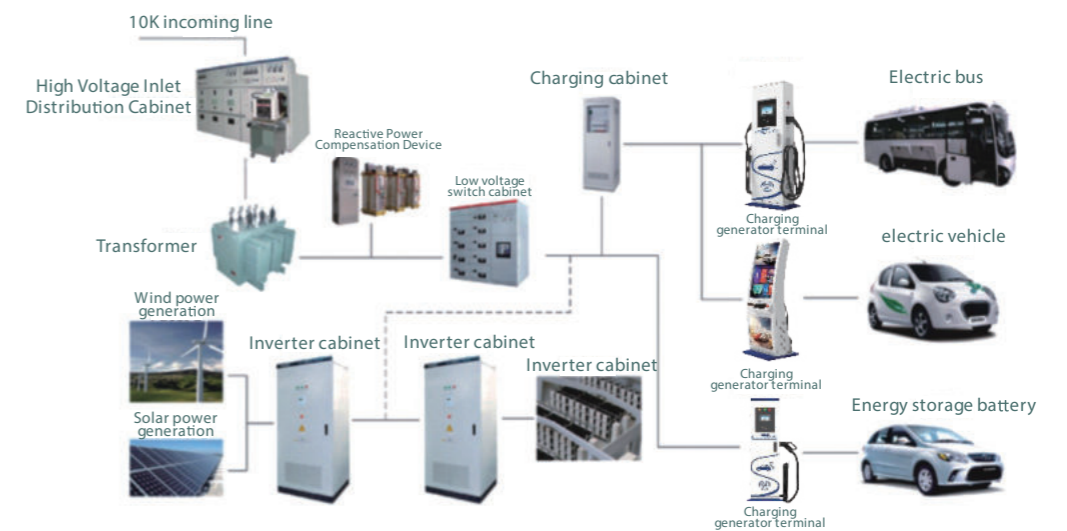 10K incoming line
High Voltage Inlet
Distribution Cabinet
Reactive Power
Compensation Device
Low voltage
switch cabinet
Charging cabinet
Electric bus
Charging
generator terminal
Transformer
electric vehicle
Wind power
generation
Inverter cabinet
Inverter cabinet
Inverter cabinet
Charging
generator terminal
Solar power
generation
Energy storage battery
Charging
generator terminal